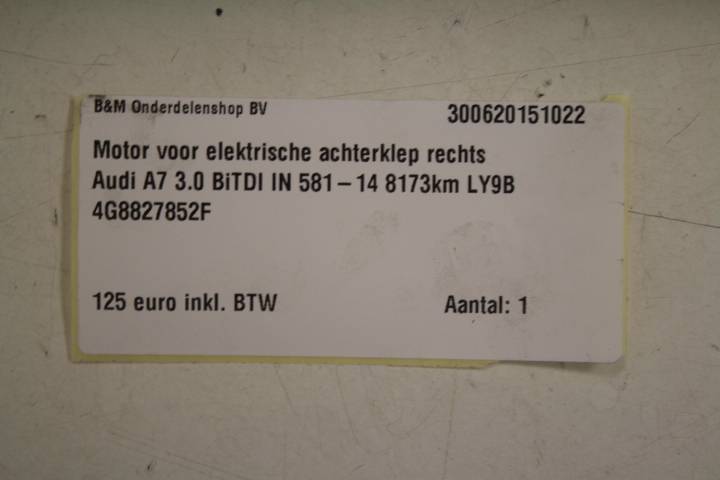 B&M Onderdelenshop BV
300620151022
Motor voor elektrische achterklep rechts
Audi A7 3.0 BiTDI IN 581-14 8173km LY9B
4G8827852F
125 euro inkl. BTW
Aantal: 1